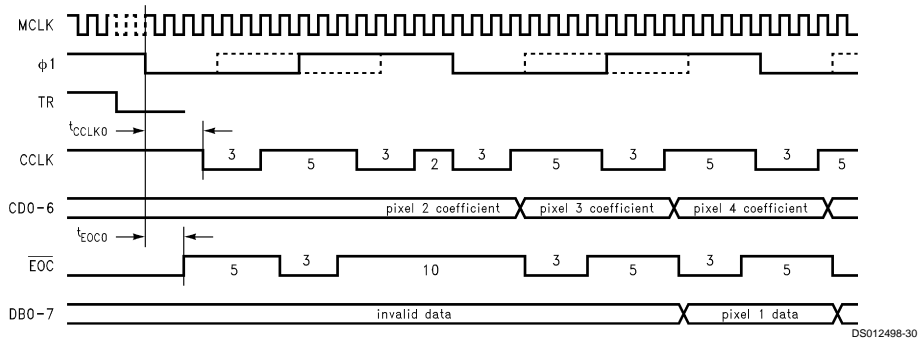 MCLK
ϕ1
TR
tCCLK0
CCLK 3 5 3 2 3 5 3 5 3 5
CD0-6 pixel 2 coefficient pixel 3 coefficient pixel 4 coefficient
tEOC0
EOC 5 3 10 3 5 3 5
DB0-7 invalid data pixel 1 data
DS012498-30